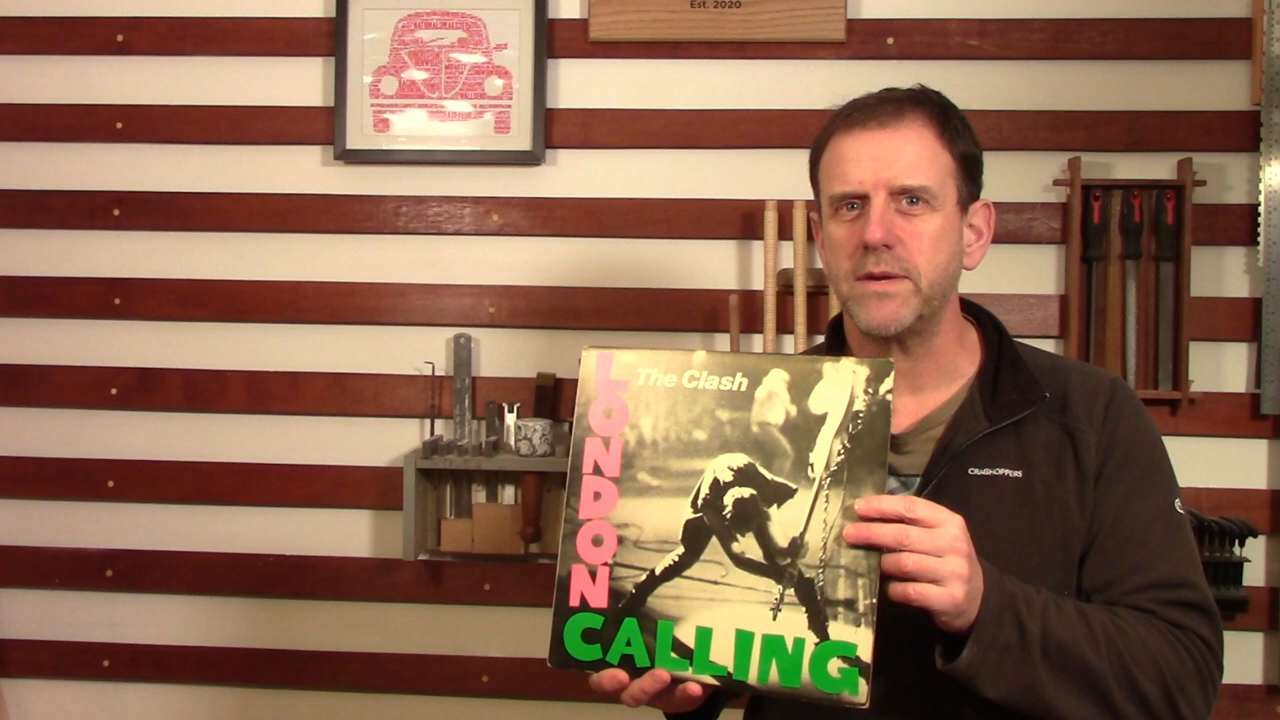 Est. 2020
The Clash
LONDON
CALLING
CRAGHOPPERS